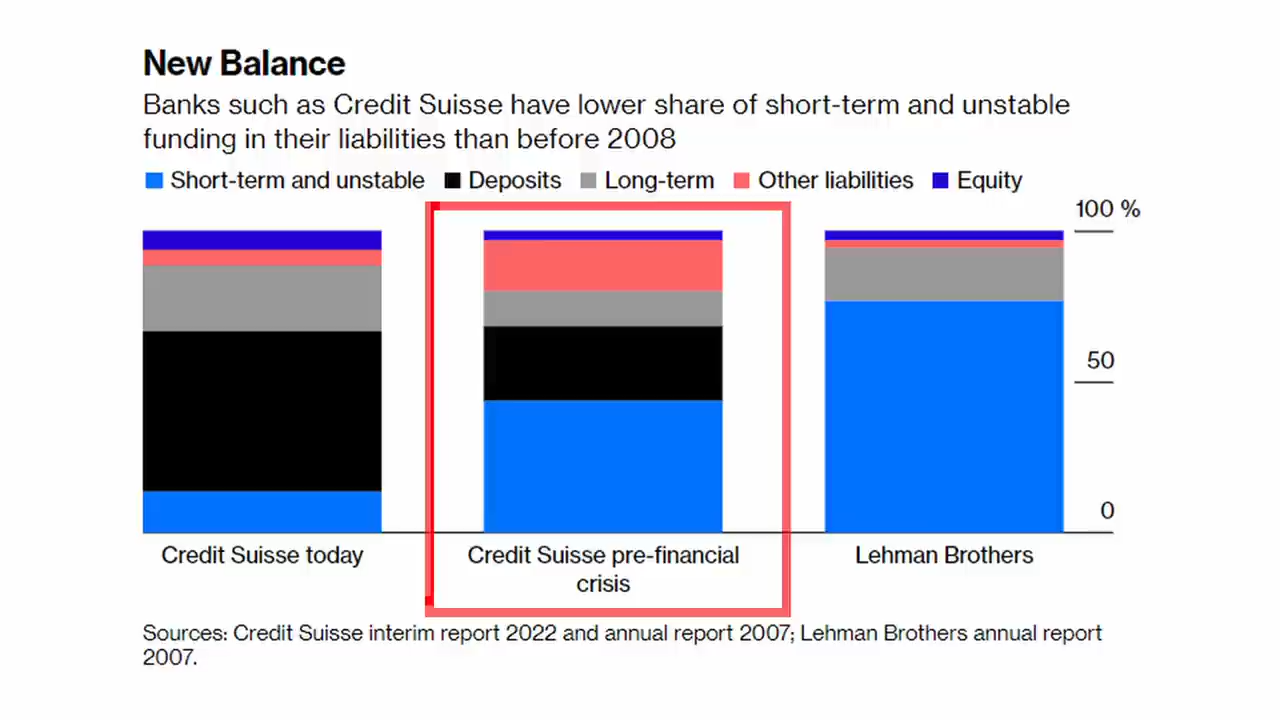 New Balance
Banks such as Credit Suisse have lower share of short-term and unstable
funding in their liabilities than before 2008
Short-term and unstable Deposits Long-term Other liabilities Equity
100 %
50
0
Credit Suisse today
Credit Suisse pre-financial
crisis
Lehman Brothers
Sources: Credit Suisse interim report 2022 and annual report 2007; Lehman Brothers annual report
2007.